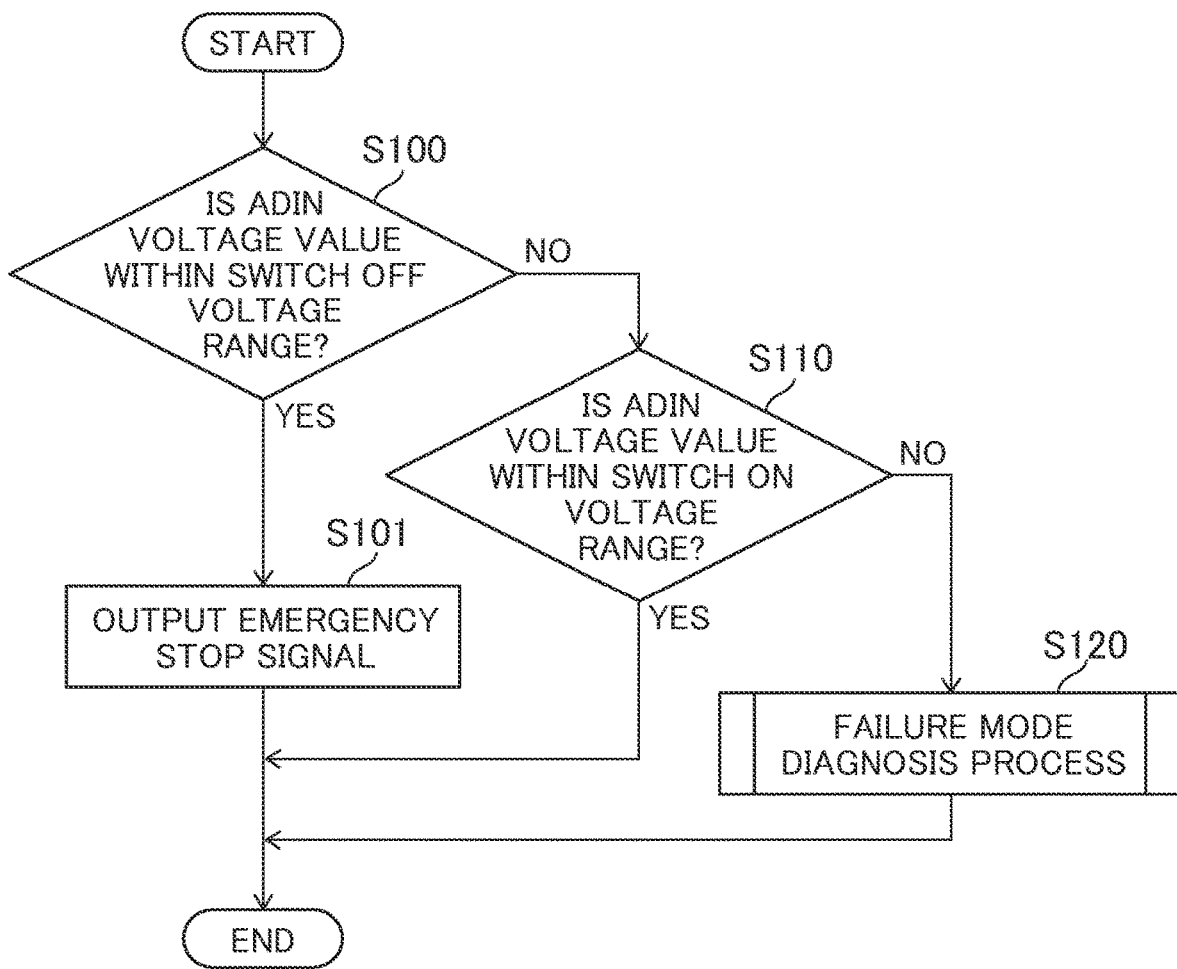 START
S100
IS ADIN
VOLTAGE VALUE
WITHIN SWITCH OFF
VOLTAGE
RANGE?
NO
YES
S110
IS ADIN
VOLTAGE VALUE
WITHIN SWITCH ON
VOLTAGE
RANGE?
NO
YES
S101
OUTPUT EMERGENCY
STOP SIGNAL
S120
FAILURE MODE
DIAGNOSIS PROCESS
END